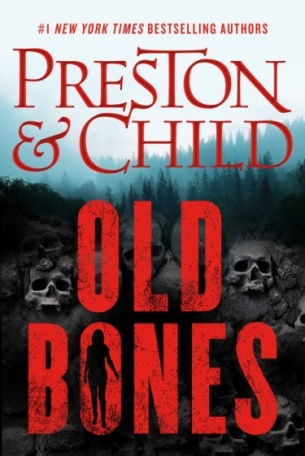 #1 NEW YORK TIMES BESTSELLING AUTHORS
PRESTON
& CHILD
OLD
BONES